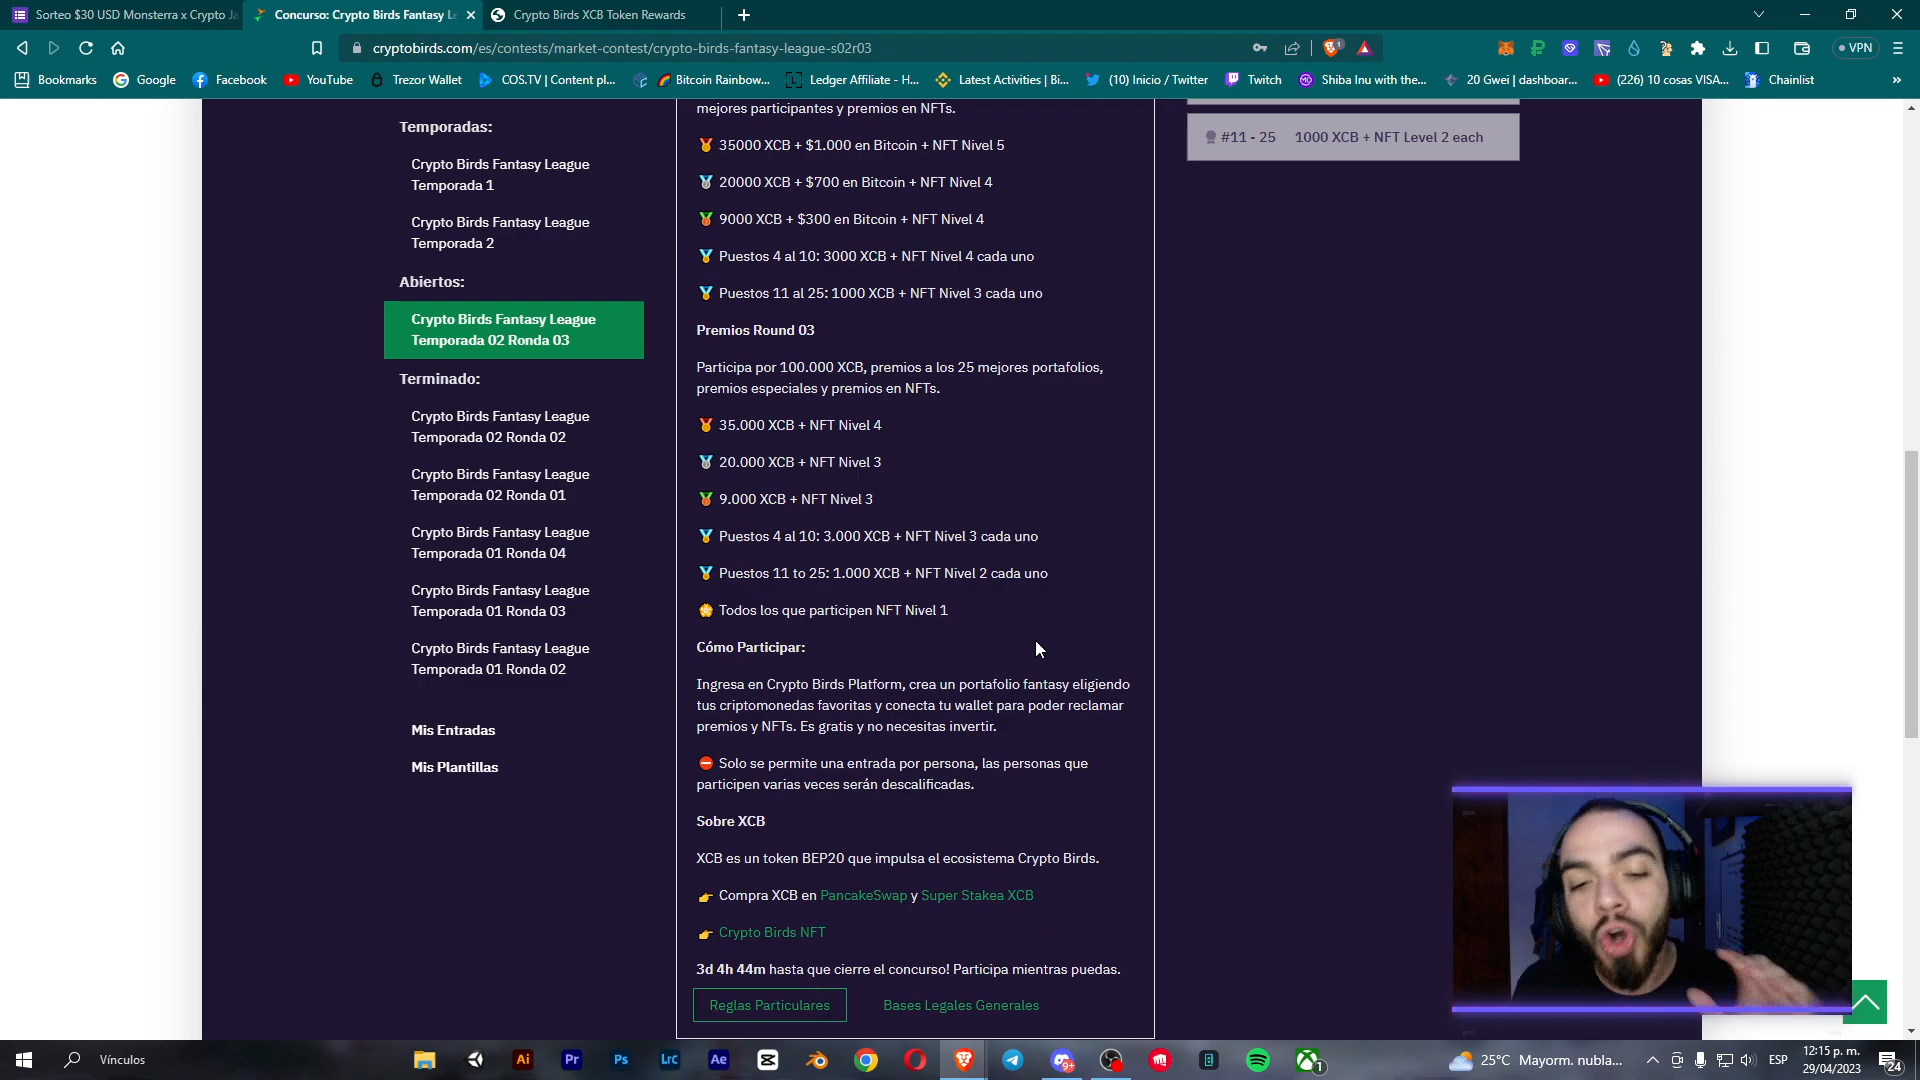 Sorteo $30 USD Monsterra x Crypto Ja
Concurso: Crypto Birds Fantasy Le
Crypto Birds XCB Token Rewards
cryptobirds.com/es/contests/market-contest/crypto-birds-fantasy-league-s02r03
1
VPN
Bookmarks
Google
Facebook
YouTube
Trezor Wallet
COS.TV | Content pl...
Bitcoin Rainbow...
Ledger Affiliate - H...
Latest Activities | Bi...
(10) Inicio / Twitter
Twitch
Shiba Inu with the...
20 Gwei | dashboar...
(226) 10 cosas VISA...
Chainlist
»
Temporadas:
Crypto Birds Fantasy League
Temporada 1
Crypto Birds Fantasy League
Temporada 2
Abiertos:
Crypto Birds Fantasy League
Temporada 02 Ronda 03
Terminado:
Crypto Birds Fantasy League
Temporada 02 Ronda 02
Crypto Birds Fantasy League
Temporada 02 Ronda 01
Crypto Birds Fantasy League
Temporada 01 Ronda 04
Crypto Birds Fantasy League
Temporada 01 Ronda 03
Crypto Birds Fantasy League
Temporada 01 Ronda 02
Mis Entradas
Mis Plantillas
mejores participantes y premios en NFTs.
35000 XCB + $1.000 en Bitcoin + NFT Nivel 5
20000 XCB + $700 en Bitcoin + NFT Nivel 4
9000 XCB + $300 en Bitcoin + NFT Nivel 4
Puestos 4 al 10: 3000 XCB + NFT Nivel 4 cada uno
Puestos 11 al 25: 1000 XCB + NFT Nivel 3 cada uno
Premios Round 03
Participa por 100.000 XCB, premios a los 25 mejores portafolios,
premios especiales y premios en NFTs.
35.000 XCB + NFT Nivel 4
20.000 XCB + NFT Nivel 3
9.000 XCB + NFT Nivel 3
Puestos 4 al 10: 3.000 XCB + NFT Nivel 3 cada uno
Puestos 11 to 25: 1.000 XCB + NFT Nivel 2 cada uno
Todos los que participen NFT Nivel 1
Cómo Participar:
Ingresa en Crypto Birds Platform, crea un portafolio fantasy eligiendo
tus criptomonedas favoritas y conecta tu wallet para poder reclamar
premios y NFTs. Es gratis y no necesitas invertir.
Solo se permite una entrada por persona, las personas que
participen varias veces serán descalificadas.
Sobre XCB
XCB es un token BEP20 que impulsa el ecosistema Crypto Birds.
Compra XCB en PancakeSwap y Super Stakea XCB
Crypto Birds NFT
3d 4h 44m hasta que cierre el concurso! Participa mientras puedas.
Reglas Particulares
Bases Legales Generales
#11 - 25 1000 XCB + NFT Level 2 each
Vínculos
Ai
Pr
Ps
Lrc
Ae
9+
1
25°C Mayorm. nubla...
ESP
12:15 p. m.
29/04/2023
24